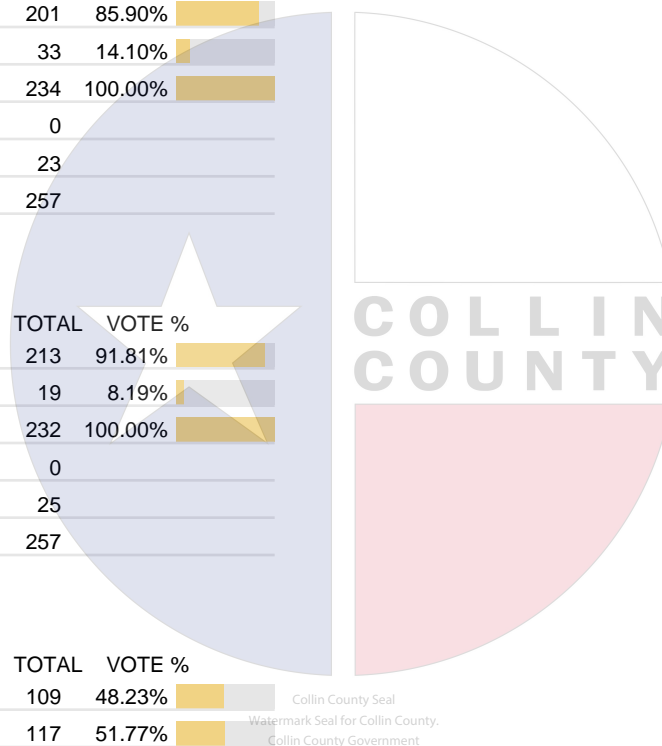 201 85.90%
33 14.10%
234 100.00%
0
23
257
TOTAL VOTE %
213 91.81%
19 8.19%
232 100.00%
0
25
257
COLLIN
COUNTY
TOTAL VOTE %
109 48.23%
117 51.77%
Collin County Seal
Watermark Seal for Collin County.
Collin County Government